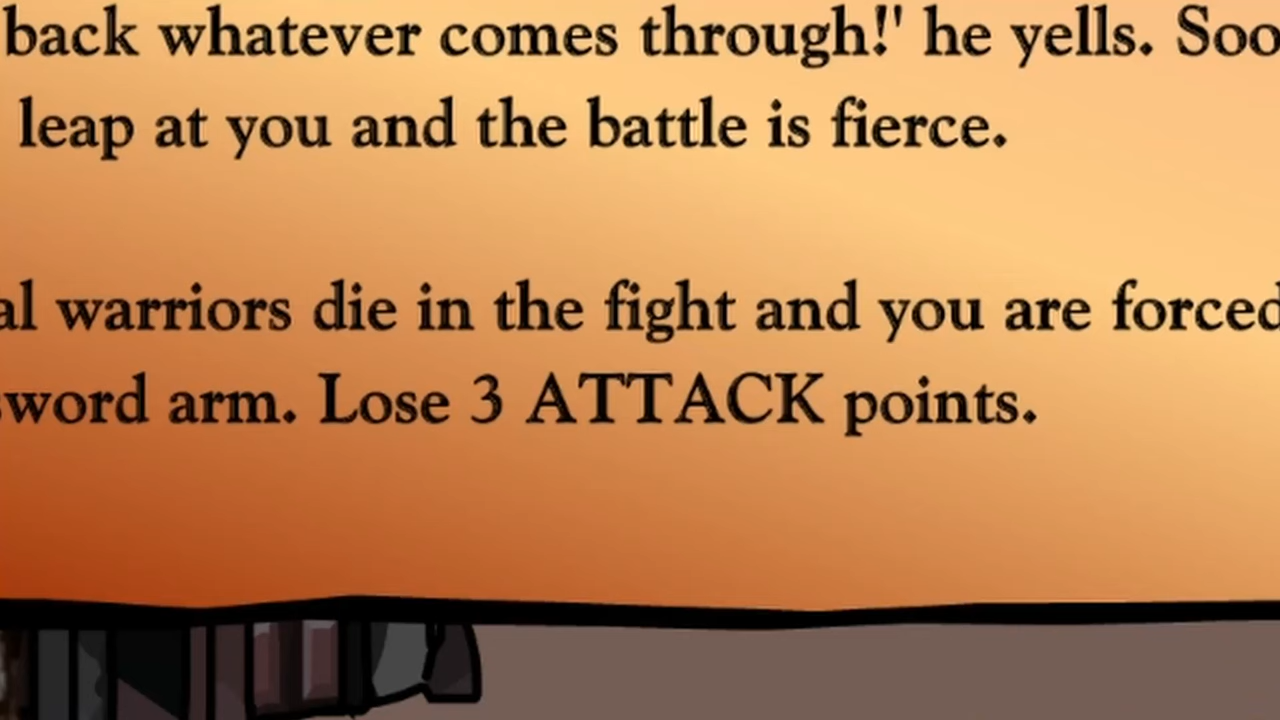 back whatever comes through!' he yells. Soo
leap at you and the battle is fierce.
al warriors die in the fight and you are forced
sword arm. Lose 3 ATTACK points.